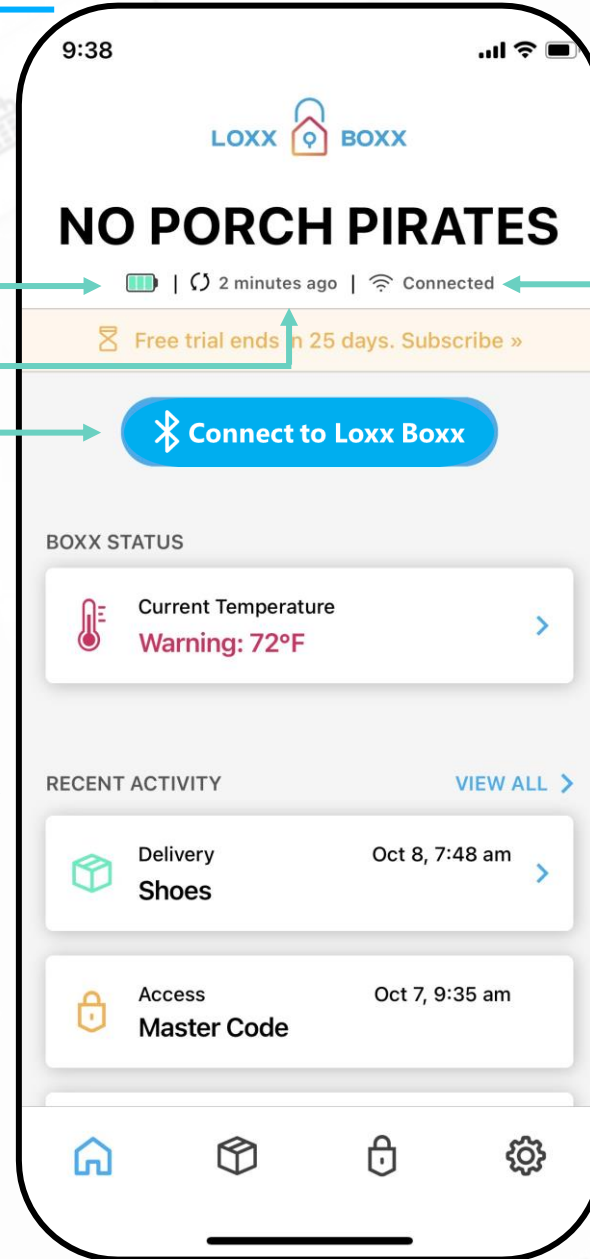 9:38
LOXX BOXX
NO PORCH PIRATES
| 2 minutes ago | Connected
Free trial ends in 25 days. Subscribe »
Connect to Loxx Boxx
BOXX STATUS
Current Temperature
Warning: 72°F
RECENT ACTIVITY VIEW ALL
Delivery Oct 8, 7:48 am
Shoes
Access Oct 7, 9:35 am
Master Code